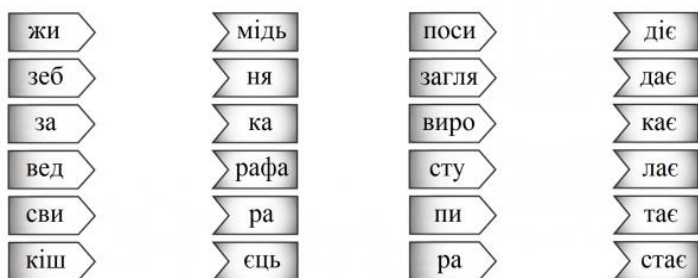 жи мідь поси діє
зеб ня загля дає
за ка виро кає
вед рафа сту лає
сви ра пи тає
кіш єць ра стає